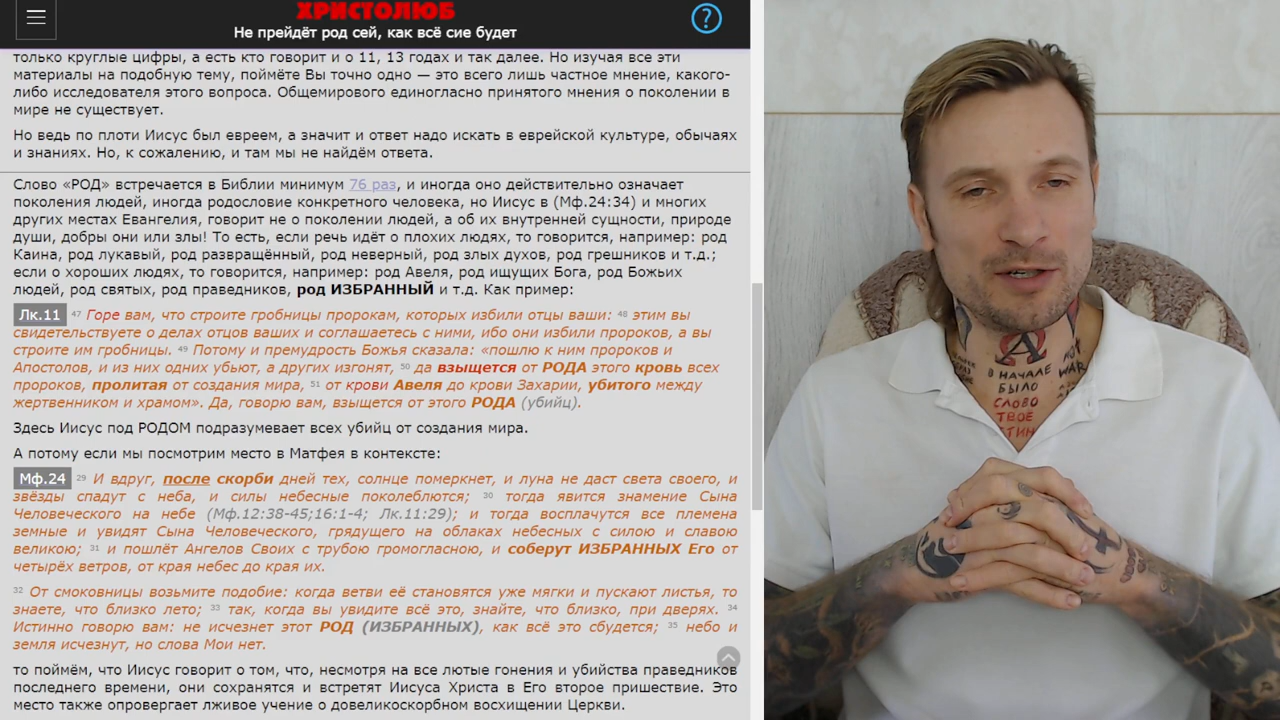 ХРИСТОЛЮБ
Не прейдёт род сей, как всё сие будет
?
только круглые цифры, а есть кто говорит и о 11, 13 годах и так далее. Но изучая все эти
материалы на подобную тему, поймёте Вы точно одно — это всего лишь частное мнение, какого-
либо исследователя этого вопроса. Общемирового единогласно принятого мнения о поколении в
мире не существует.
Но ведь по плоти Иисус был евреем, а значит и ответ надо искать в еврейской культуре, обычаях
и знаниях. Но, к сожалению, и там мы не найдём ответа.
Слово «РОД» встречается в Библии минимум 76 раз, и иногда оно действительно означает
поколения людей, иногда родословие конкретного человека, но Иисус в (Мф.24:34) и многих
других местах Евангелия, говорит не о поколении людей, а об их внутренней сущности, природе
души, добры они или злы! То есть, если речь идёт о плохих людях, то говорится, например: род
Каина, род лукавый, род развращённый, род неверный, род злых духов, род грешников и т.д.;
если о хороших людях, то говорится, например: род Авеля, род ищущих Бога, род Божьих
людей, род святых, род праведников, род ИЗБРАННЫЙ и т.д. Как пример:
Лк.11 47 Горе вам, что строите гробницы пророкам, которых избили отцы ваши: 48 этим вы
свидетельствуете о делах отцов ваших и соглашаетесь с ними, ибо они избили пророков, а вы
строите им гробницы. 49 Потому и премудрость Божья сказала: «пошлю к ним пророков и
Апостолов, и из них одних убьют, а других изгонят, 50 да взыщется от РОДА этого кровь всех
пророков, пролитая от создания мира, 51 от крови Авеля до крови Захарии, убитого между
жертвенником и храмом». Да, говорю вам, взыщется от этого РОДА (убийц).
Здесь Иисус под РОДОМ подразумевает всех убийц от создания мира.
А потому если мы посмотрим место в Матфея в контексте:
Мф.24 29 И вдруг, после скорби дней тех, солнце померкнет, и луна не даст света своего, и
звёзды спадут с неба, и силы небесные поколеблются; 30 тогда явится знамение Сына
Человеческого на небе (Мф.12:38-45;16:1-4; Лк.11:29); и тогда восплачутся все племена
земные и увидят Сына Человеческого, грядущего на облаках небесных с силою и славою
великою; 31 и пошлёт Ангелов Своих с трубою громогласною, и соберут ИЗБРАННЫХ Его от
четырёх ветров, от края небес до края их.
32 От смоковницы возьмите подобие: когда ветви её становятся уже мягки и пускают листья, то
знаете, что близко лето; 33 так, когда вы увидите всё это, знайте, что близко, при дверях. 34
Истинно говорю вам: не исчезнет этот РОД (ИЗБРАННЫХ), как всё это сбудется; 35 небо и
земля исчезнут, но слова Мои нет.
то поймём, что Иисус говорит о том, что, несмотря на все лютые гонения и убийства праведников
последнего времени, они сохранятся и встретят Иисуса Христа в Его второе пришествие. Это
место также опровергает лживое учение о довеликоскорбном восхищении Церкви.
В НАЧАЛЕ
БЫЛО
СЛОВО
ТВОЁ
WAR